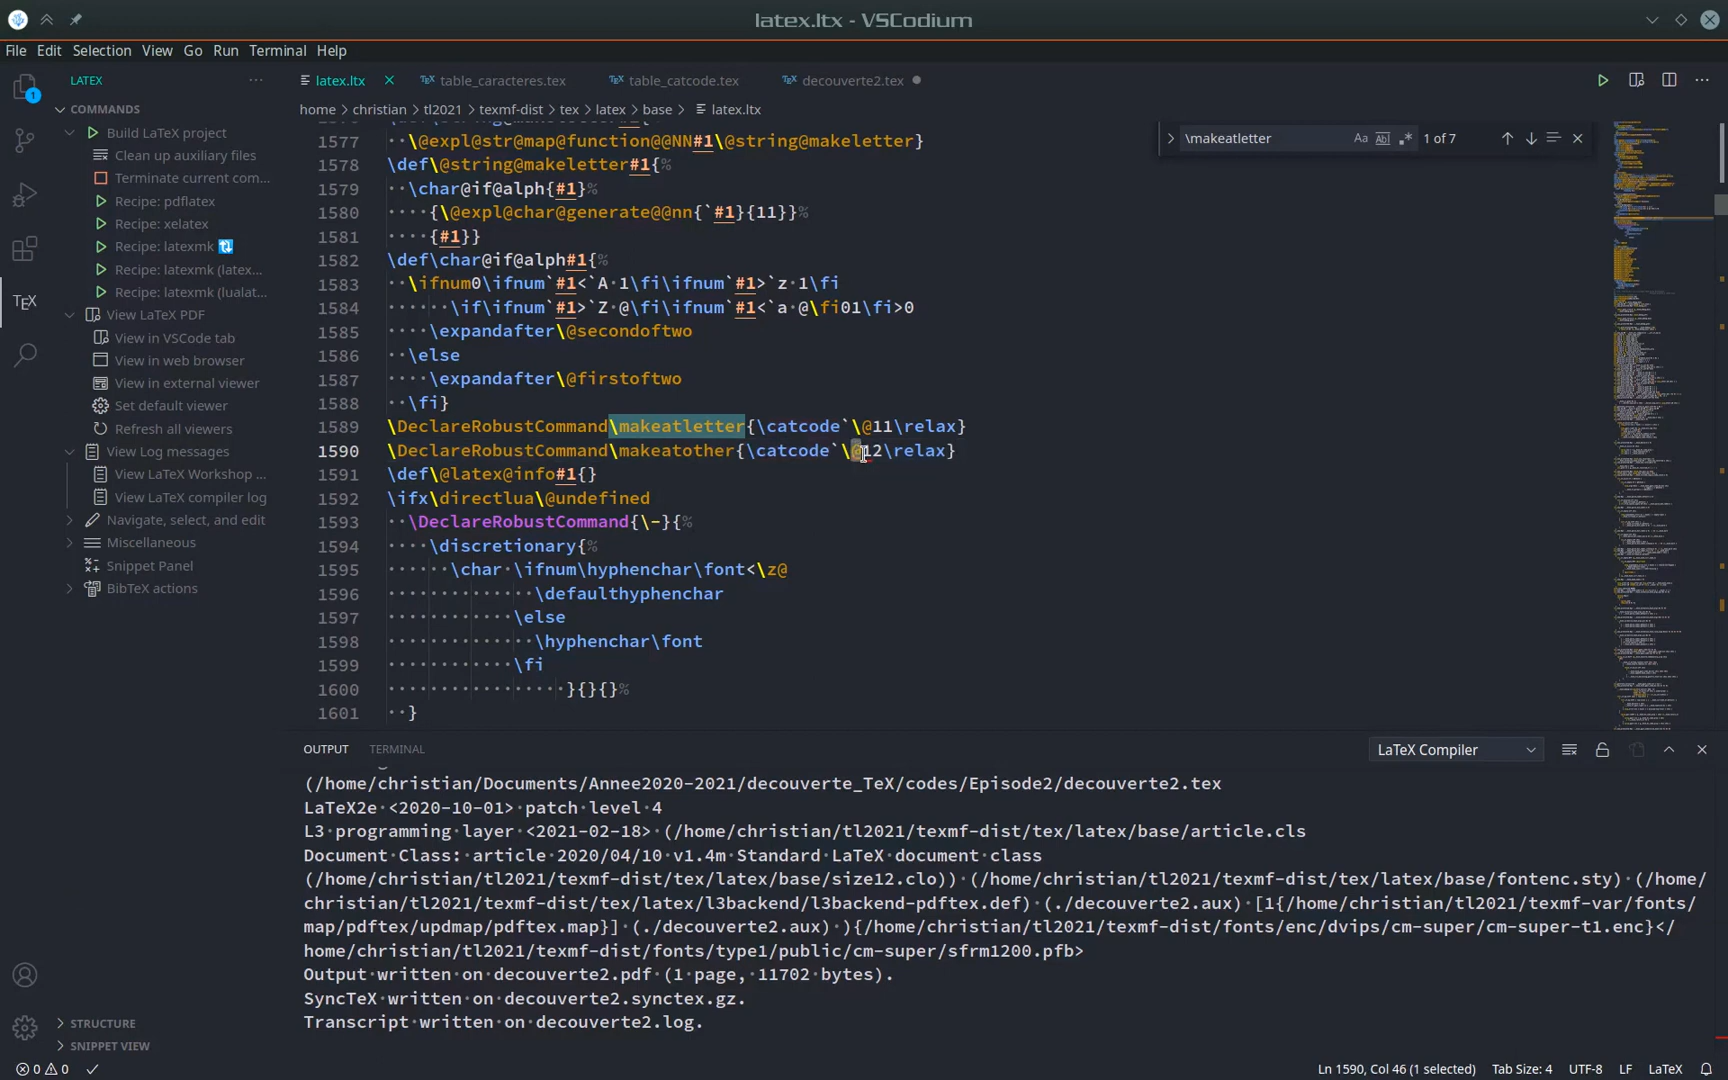 latex.ltx - VSCodium
File Edit Selection View Go Run Terminal Help
LATEX
latex.ltx
table_caracteres.tex
table_catcode.tex
decouverte2.tex
COMMANDS
home > christian > tl2021 > texmf-dist > tex > latex > base > latex.ltx
\makeatletter
1 of 7
Build LaTeX project
Clean up auxiliary files
Terminate current com...
Recipe: pdflatex
Recipe: xelatex
Recipe: latexmk
Recipe: latexmk (latex...
Recipe: latexmk (lualat...
View LaTeX PDF
View in VSCode tab
View in web browser
View in external viewer
Set default viewer
Refresh all viewers
View Log messages
View LaTeX Workshop ...
View LaTeX compiler log
Navigate, select, and edit
Miscellaneous
Snippet Panel
BibTeX actions
1577 ··\@expl@str@map@function@@NN#1\@string@makeletter}
1578 \def\@string@makeletter#1{%
1579 ··\char@if@alph{#1}%
1580 ····{\@expl@char@generate@@nn{`#1}{11}}%
1581 ····{#1}}
1582 \def\char@if@alph#1{%
1583 ··\ifnum0\ifnum`#1<`A·1\fi\ifnum`#1>`z·1\fi
1584 ······\if\ifnum`#1>`Z·@\fi\ifnum`#1<`a·@\fi01\fi>0
1585 ····\expandafter\@secondoftwo
1586 ··\else
1587 ····\expandafter\@firstoftwo
1588 ··\fi}
1589 \DeclareRobustCommand\makeatletter{\catcode`\@11\relax}
1590 \DeclareRobustCommand\makeatother{\catcode`\@12\relax}
1591 \def\@latex@info#1{}
1592 \ifx\directlua\@undefined
1593 ··\DeclareRobustCommand{\-}{%
1594 ····\discretionary{%
1595 ······\char·\ifnum\hyphenchar\font<\z@
1596 ··············\defaulthyphenchar
1597 ············\else
1598 ··············\hyphenchar\font
1599 ············\fi
1600 ·················}{}{}%
1601 ··}
OUTPUT TERMINAL
LaTeX Compiler
(/home/christian/Documents/Annee2020-2021/decouverte_TeX/codes/Episode2/decouverte2.tex
LaTeX2e·<2020-10-01>·patch·level·4
L3·programming·layer·<2021-02-18>·(/home/christian/tl2021/texmf-dist/tex/latex/base/article.cls
Document·Class:·article·2020/04/10·v1.4m·Standard·LaTeX·document·class
(/home/christian/tl2021/texmf-dist/tex/latex/base/size12.clo))·(/home/christian/tl2021/texmf-dist/tex/latex/base/fontenc.sty)·(/home/
christian/tl2021/texmf-dist/tex/latex/l3backend/l3backend-pdftex.def)·(./decouverte2.aux)·[1{/home/christian/tl2021/texmf-var/fonts/
map/pdftex/updmap/pdftex.map}]·(./decouverte2.aux)·){/home/christian/tl2021/texmf-dist/fonts/enc/dvips/cm-super/cm-super-t1.enc}</
home/christian/tl2021/texmf-dist/fonts/type1/public/cm-super/sfrm1200.pfb>
Output·written·on·decouverte2.pdf·(1·page,·11702·bytes).
SyncTeX·written·on·decouverte2.synctex.gz.
Transcript·written·on·decouverte2.log.
STRUCTURE
SNIPPET VIEW
0 0
Ln 1590, Col 46 (1 selected) Tab Size: 4 UTF-8 LF LaTeX